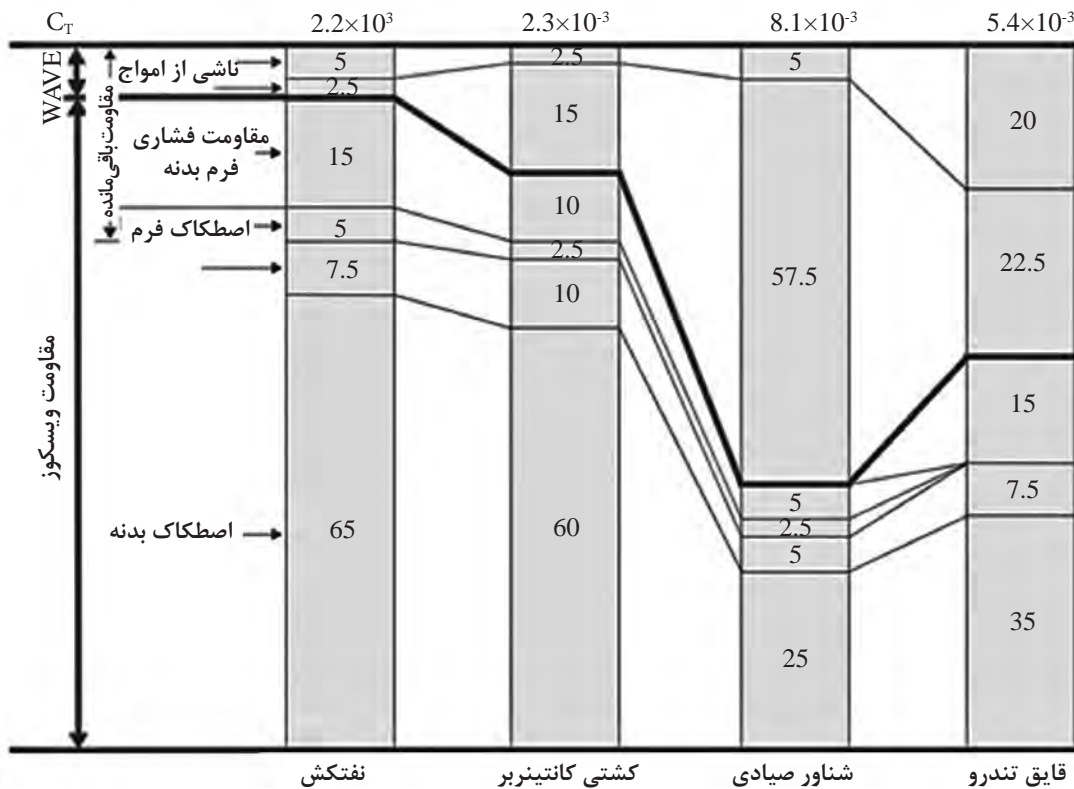 C_T 2.2×10³ 2.3×10⁻³ 8.1×10⁻³ 5.4×10⁻³
WAVE
مقاومت ویسکوز
مقاومت باقی‌مانده
ناشی از امواج
مقاومت فشاری
فرم بدنه
اصطکاک فرم
اصطکاک بدنه
5
2.5
15
5
7.5
65
2.5
15
10
2.5
10
60
5
57.5
5
2.5
5
25
20
22.5
15
7.5
35
نفتکش
کشتی کانتینربر
شناور صیادی
قایق تندرو